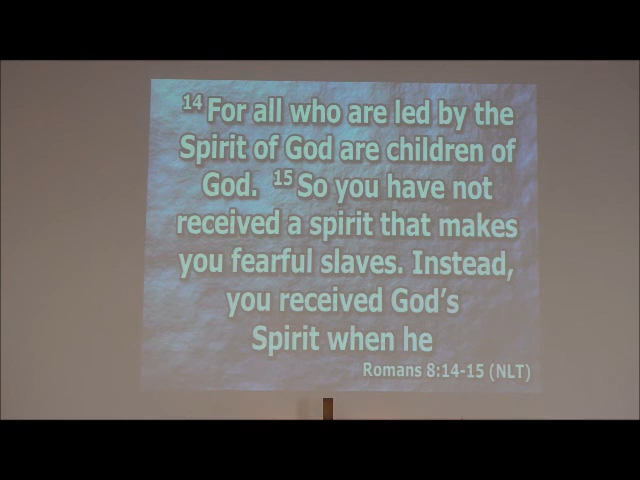 14 For all who are led by the
Spirit of God are children of
God. 15 So you have not
received a spirit that makes
you fearful slaves. Instead,
you received God's
Spirit when he
Romans 8:14-15 (NLT)